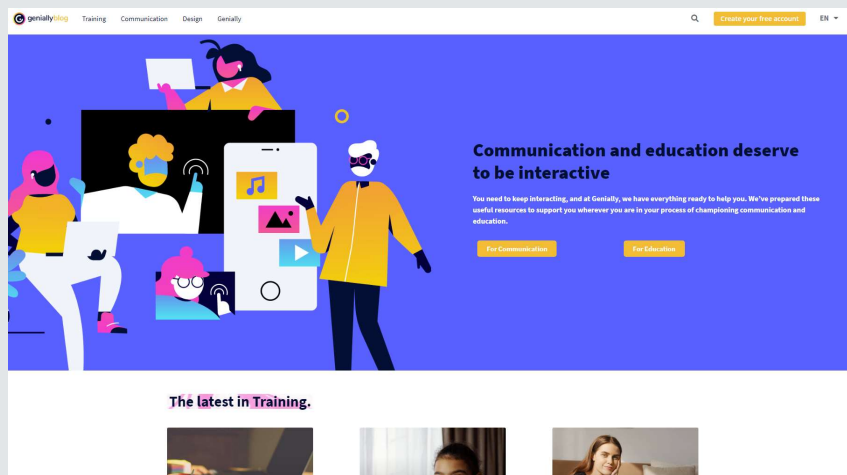 geniallyblog Training Communication Design Genially Create your free account EN
Communication and education deserve
to be interactive
You need to keep interacting, and at Genially, we have everything ready to help you. We've prepared these
useful resources to support you wherever you are in your process of championing communication and
education.
For Communication For Education
The latest in Training.